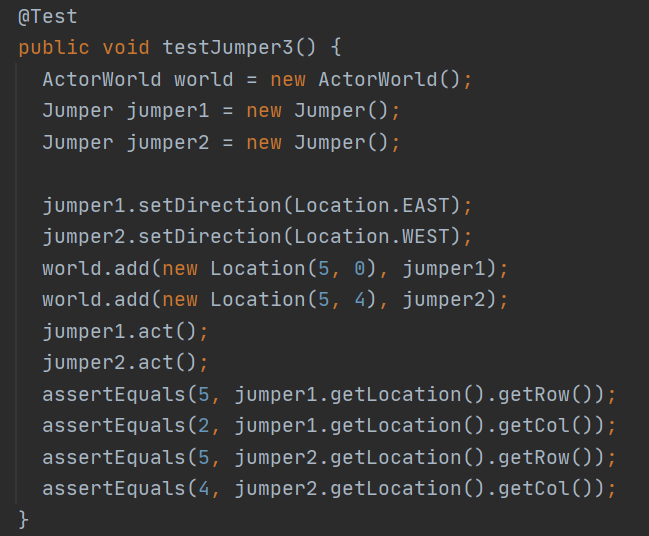 @Test
public void testJumper3() {
  ActorWorld world = new ActorWorld();
  Jumper jumper1 = new Jumper();
  Jumper jumper2 = new Jumper();

  jumper1.setDirection(Location.EAST);
  jumper2.setDirection(Location.WEST);
  world.add(new Location(5, 0), jumper1);
  world.add(new Location(5, 4), jumper2);
  jumper1.act();
  jumper2.act();
  assertEquals(5, jumper1.getLocation().getRow());
  assertEquals(2, jumper1.getLocation().getCol());
  assertEquals(5, jumper2.getLocation().getRow());
  assertEquals(4, jumper2.getLocation().getCol());
}